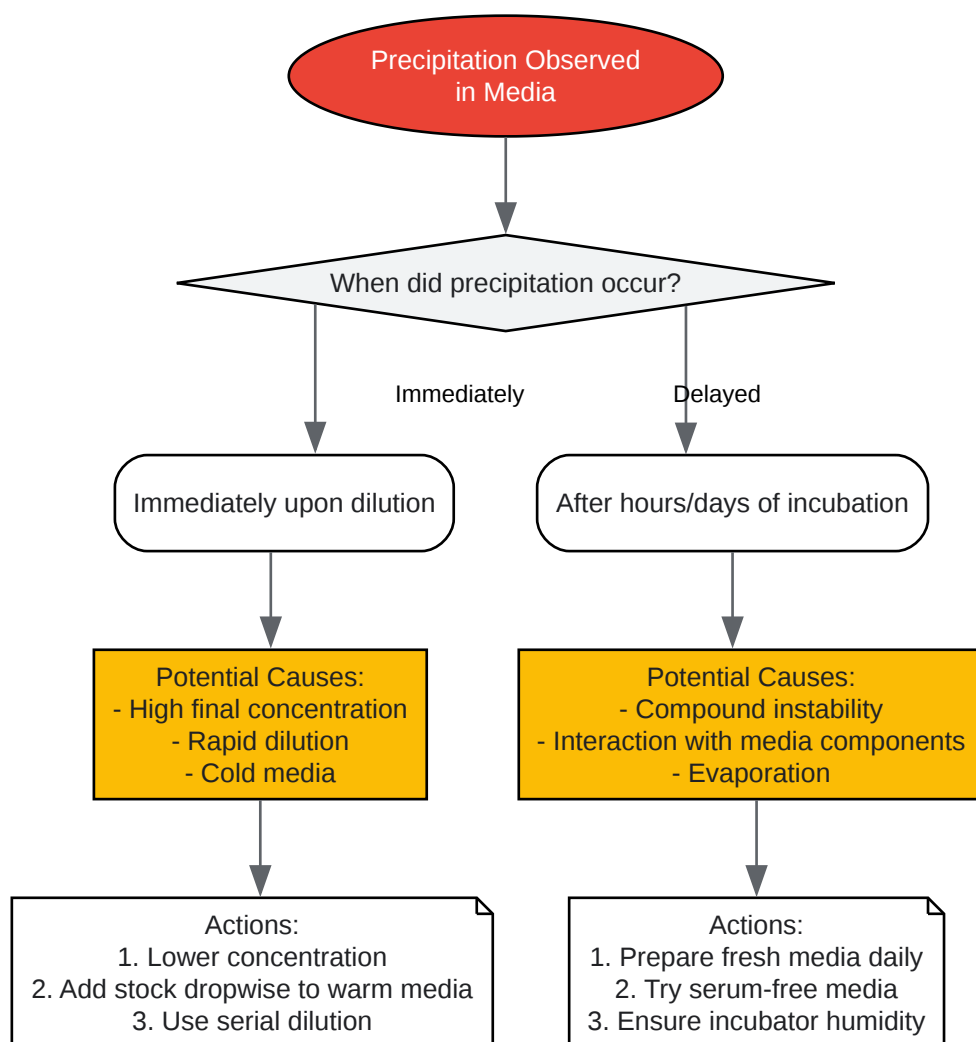 Precipitation Observed
in Media
When did precipitation occur?
Immediately
Delayed
Immediately upon dilution
After hours/days of incubation
Potential Causes:
- High final concentration
- Rapid dilution
- Cold media
Potential Causes:
- Compound instability
- Interaction with media components
- Evaporation
Actions:
1. Lower concentration
2. Add stock dropwise to warm media
3. Use serial dilution
Actions:
1. Prepare fresh media daily
2. Try serum-free media
3. Ensure incubator humidity